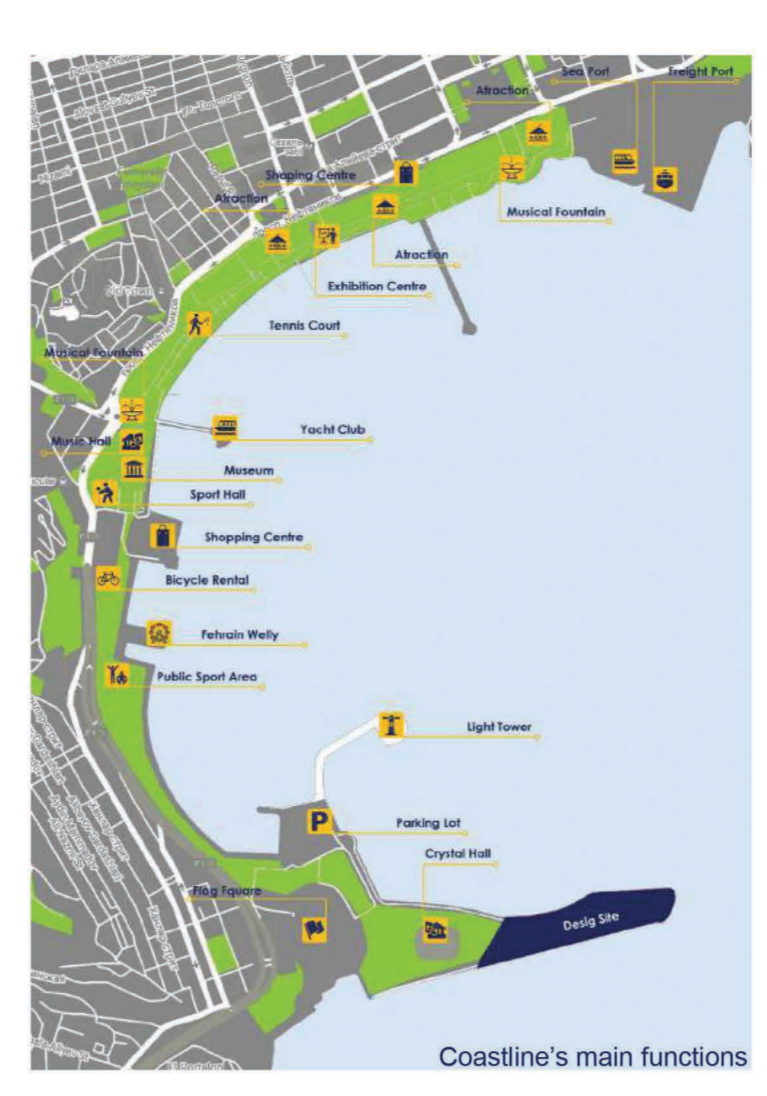 Sea Port
Freight Port
Atraction
Shoping Centre
Atraction
Musical Fountain
Atraction
Exhibition Centre
Tennis Court
Old Town
Musical Fountain
Yacht Club
Music Hall
Museum
Sport Hall
Shopping Centre
Bicycle Rental
Fehrain Welly
Public Sport Area
Light Tower
P
Parking Lot
Crystal Hall
Flag Fquare
Desig Site
Coastline's main functions